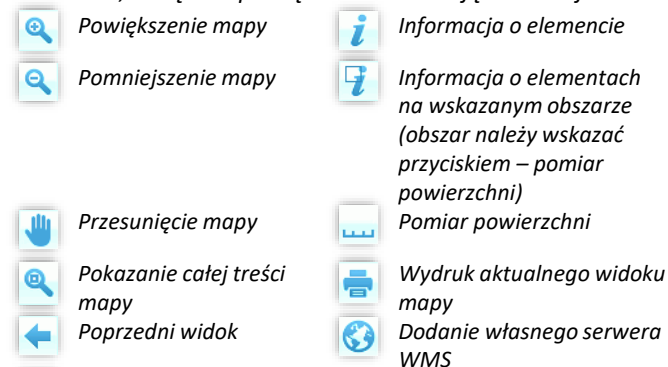 Powiększenie mapy
Informacja o elemencie
Pomniejszenie mapy
Informacja o elementach
na wskazanym obszarze
(obszar należy wskazać
przyciskiem – pomiar
powierzchni)
Przesunięcie mapy
Pomiar powierzchni
Pokazanie całej treści
mapy
Wydruk aktualnego widoku
mapy
Poprzedni widok
Dodanie własnego serwera
WMS